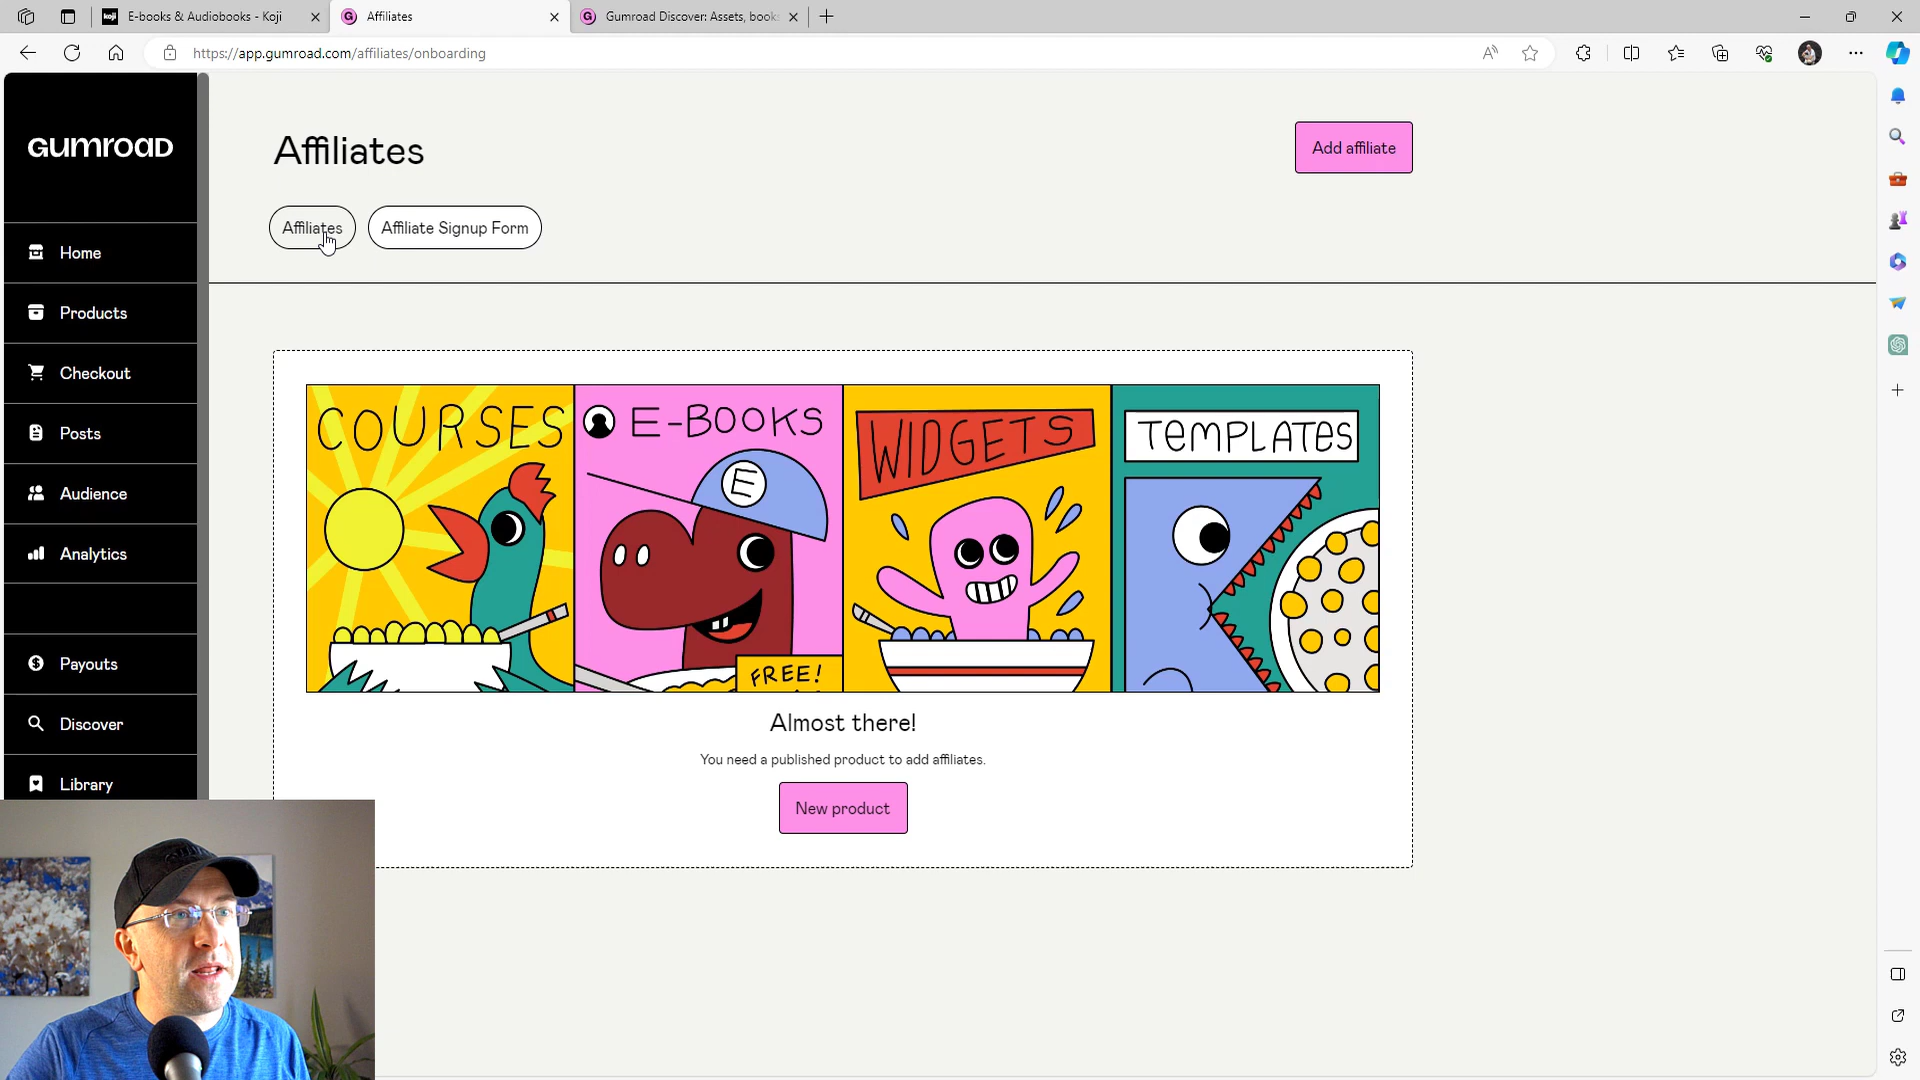 E-books & Audiobooks - Koji
Affiliates
Gumroad Discover: Assets, book
https://app.gumroad.com/affiliates/onboarding
GUMROAD
Affiliates
Add affiliate
Affiliates
Affiliate Signup Form
Home
Products
Checkout
Posts
Audience
Analytics
Payouts
Discover
Library
COURSES
E-BOOKS
WIDGETS
TEMPLATES
E
FREE!
Almost there!
You need a published product to add affiliates.
New product